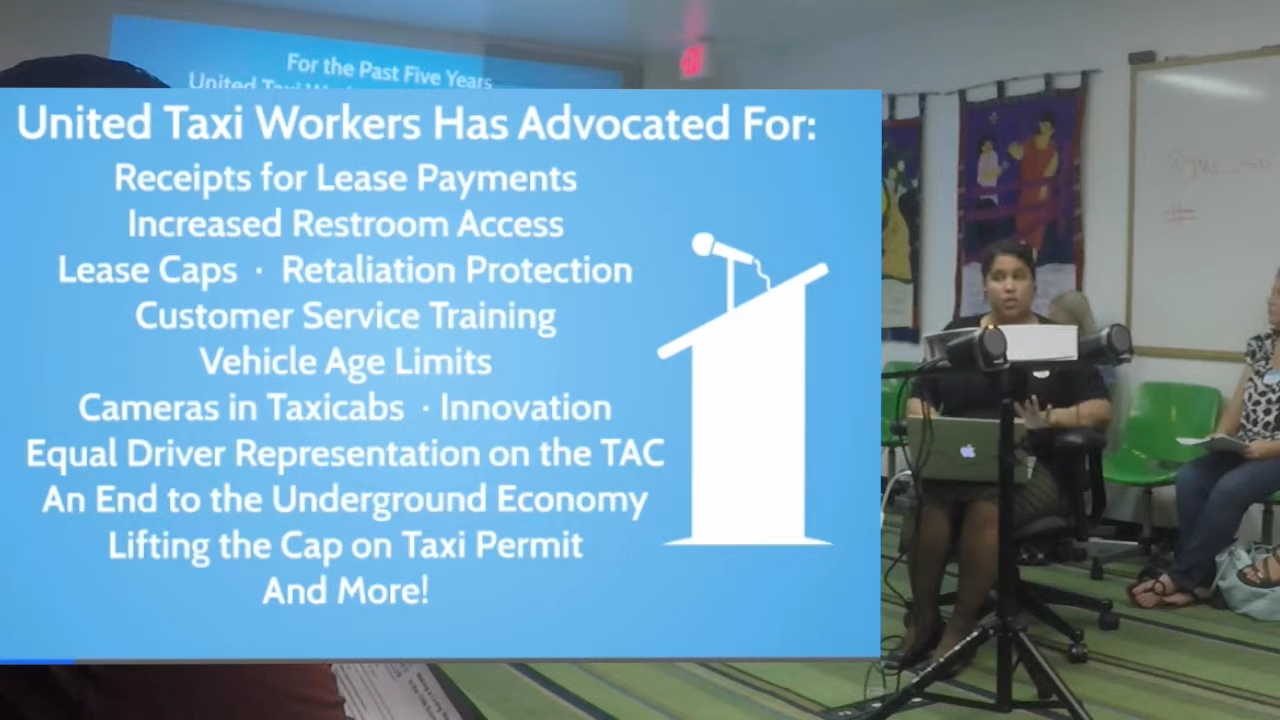 For the Past Five Years
United Taxi
United Taxi Workers Has Advocated For:
Receipts for Lease Payments
Increased Restroom Access
Lease Caps · Retaliation Protection
Customer Service Training
Vehicle Age Limits
Cameras in Taxicabs · Innovation
Equal Driver Representation on the TAC
An End to the Underground Economy
Lifting the Cap on Taxi Permit
And More!